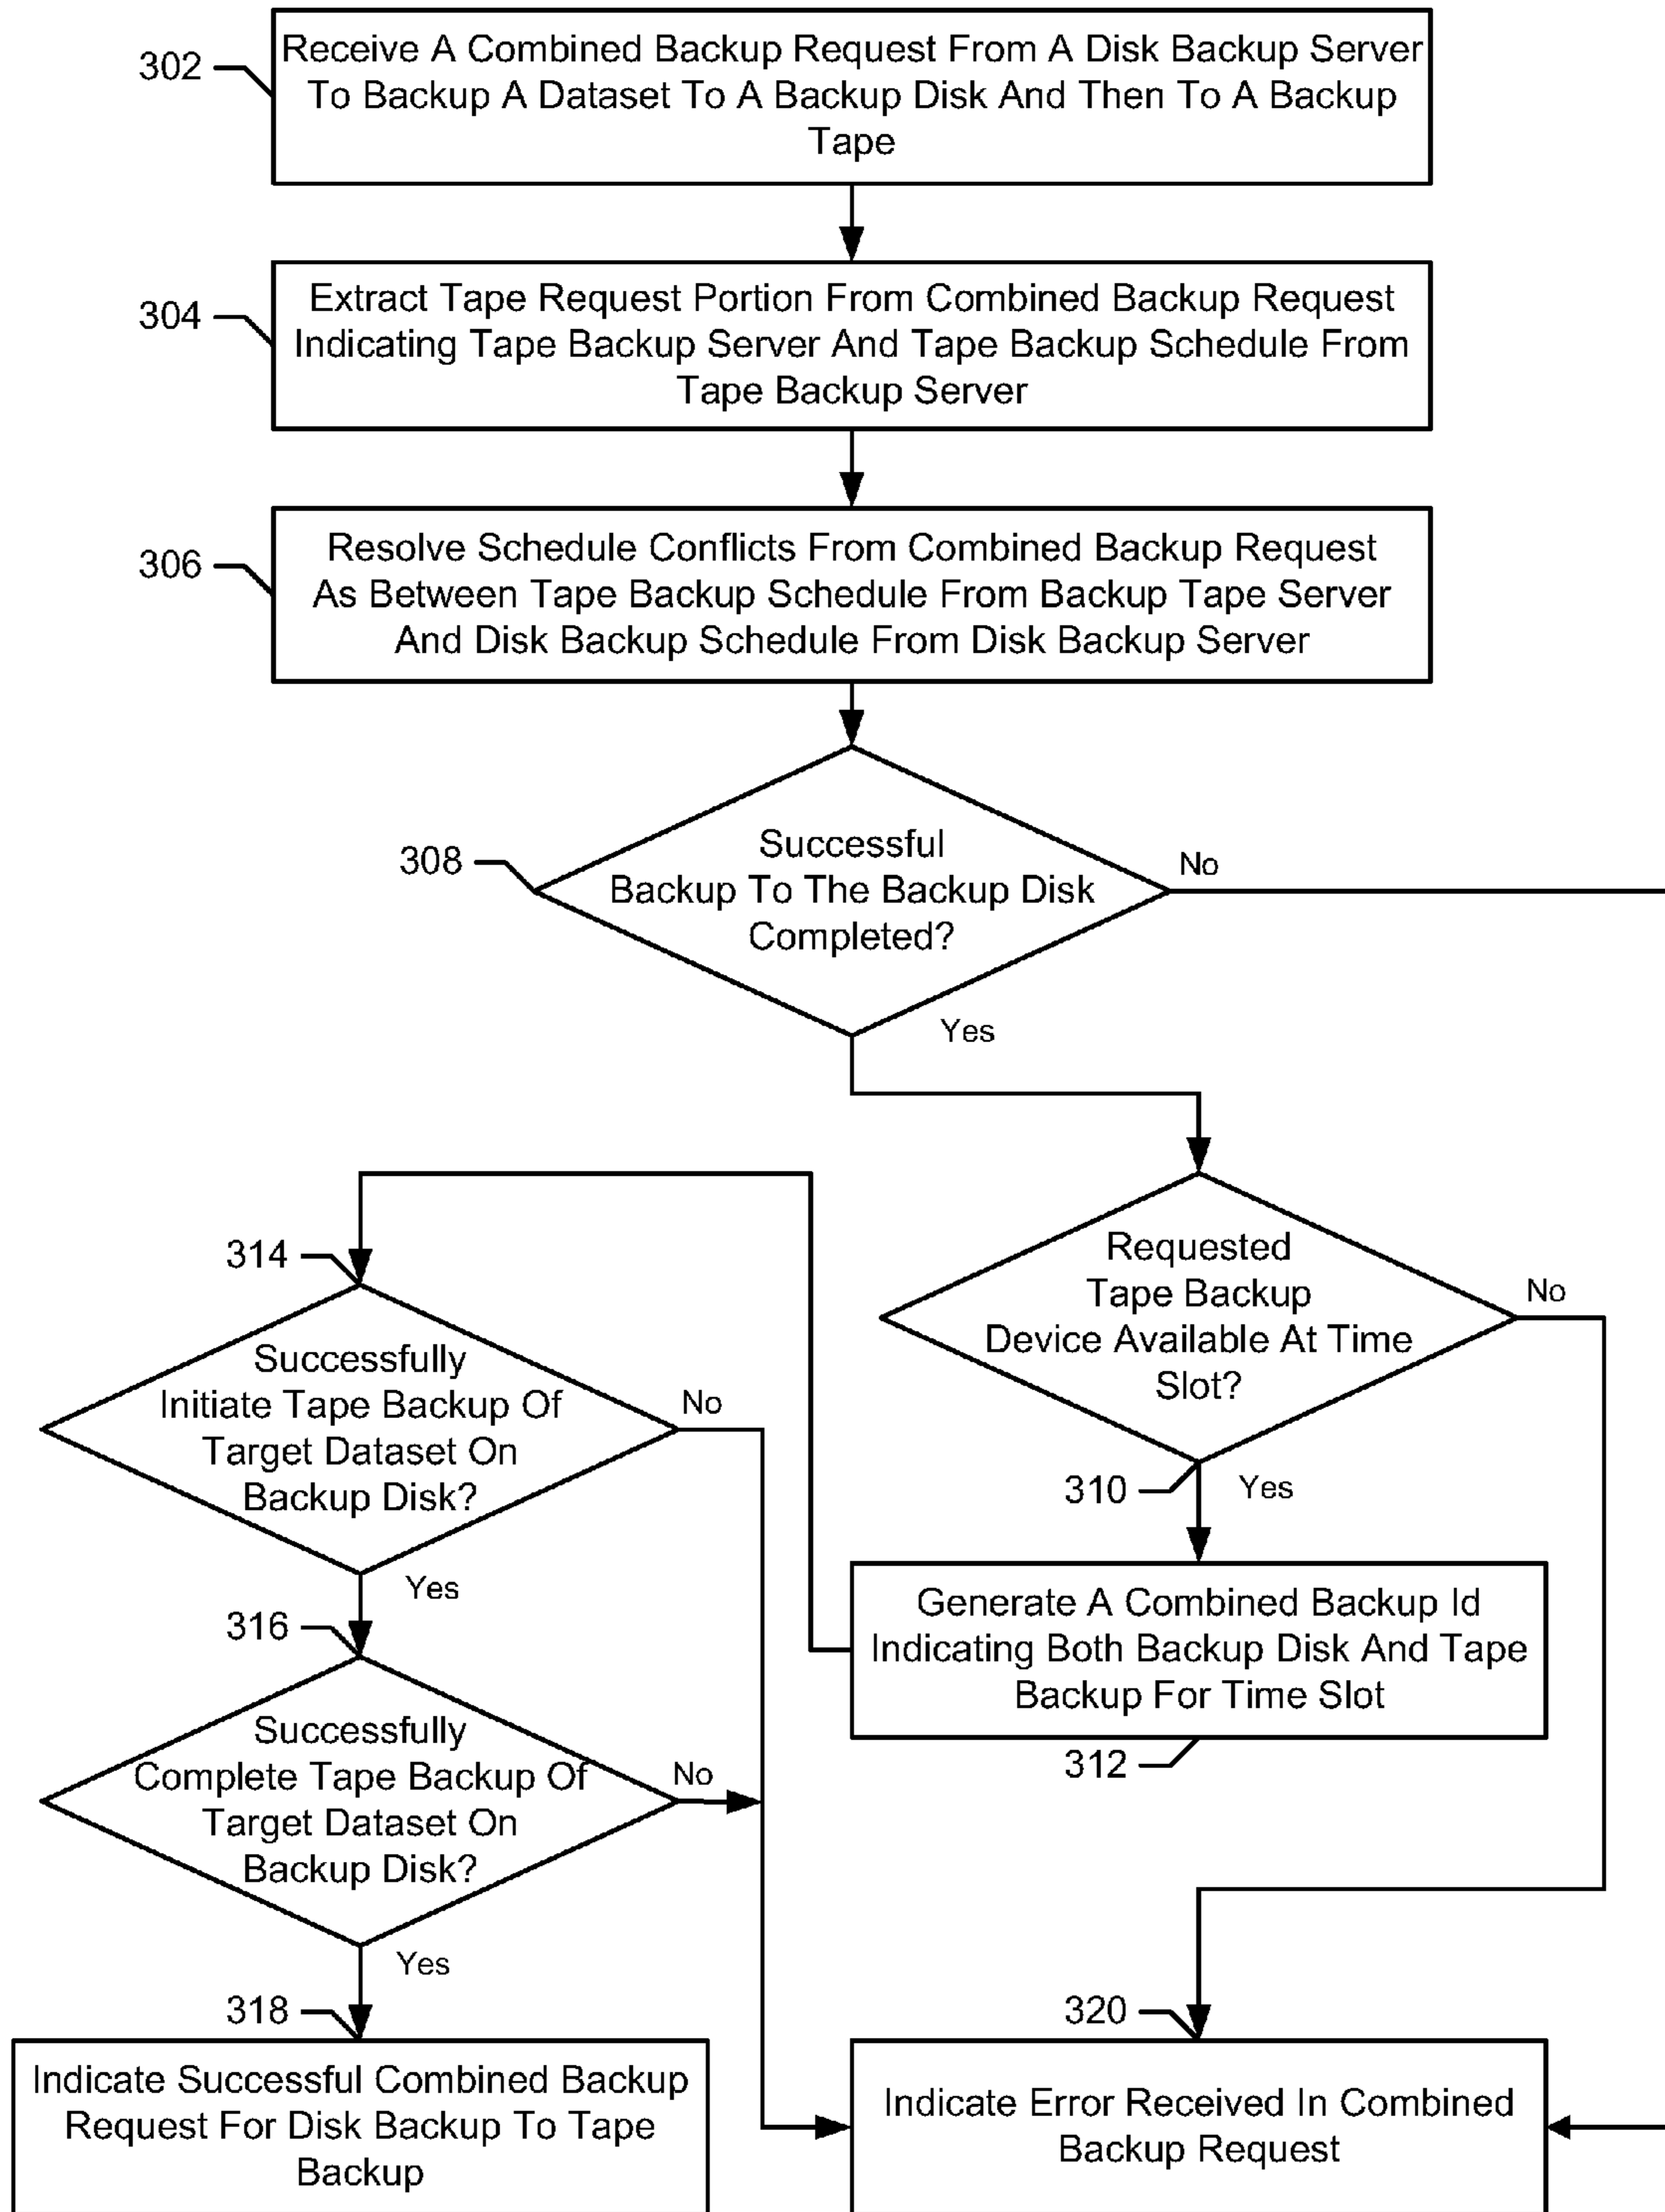 302
Receive A Combined Backup Request From A Disk Backup Server
To Backup A Dataset To A Backup Disk And Then To A Backup
Tape
304
Extract Tape Request Portion From Combined Backup Request
Indicating Tape Backup Server And Tape Backup Schedule From
Tape Backup Server
306
Resolve Schedule Conflicts From Combined Backup Request
As Between Tape Backup Schedule From Backup Tape Server
And Disk Backup Schedule From Disk Backup Server
308
Successful
Backup To The Backup Disk
Completed?
No
Yes
Requested
Tape Backup
Device Available At Time
Slot?
No
310
Yes
Generate A Combined Backup Id
Indicating Both Backup Disk And Tape
Backup For Time Slot
312
314
Successfully
Initiate Tape Backup Of
Target Dataset On
Backup Disk?
No
Yes
316
Successfully
Complete Tape Backup Of
Target Dataset On
Backup Disk?
No
Yes
318
Indicate Successful Combined Backup
Request For Disk Backup To Tape
Backup
320
Indicate Error Received In Combined
Backup Request